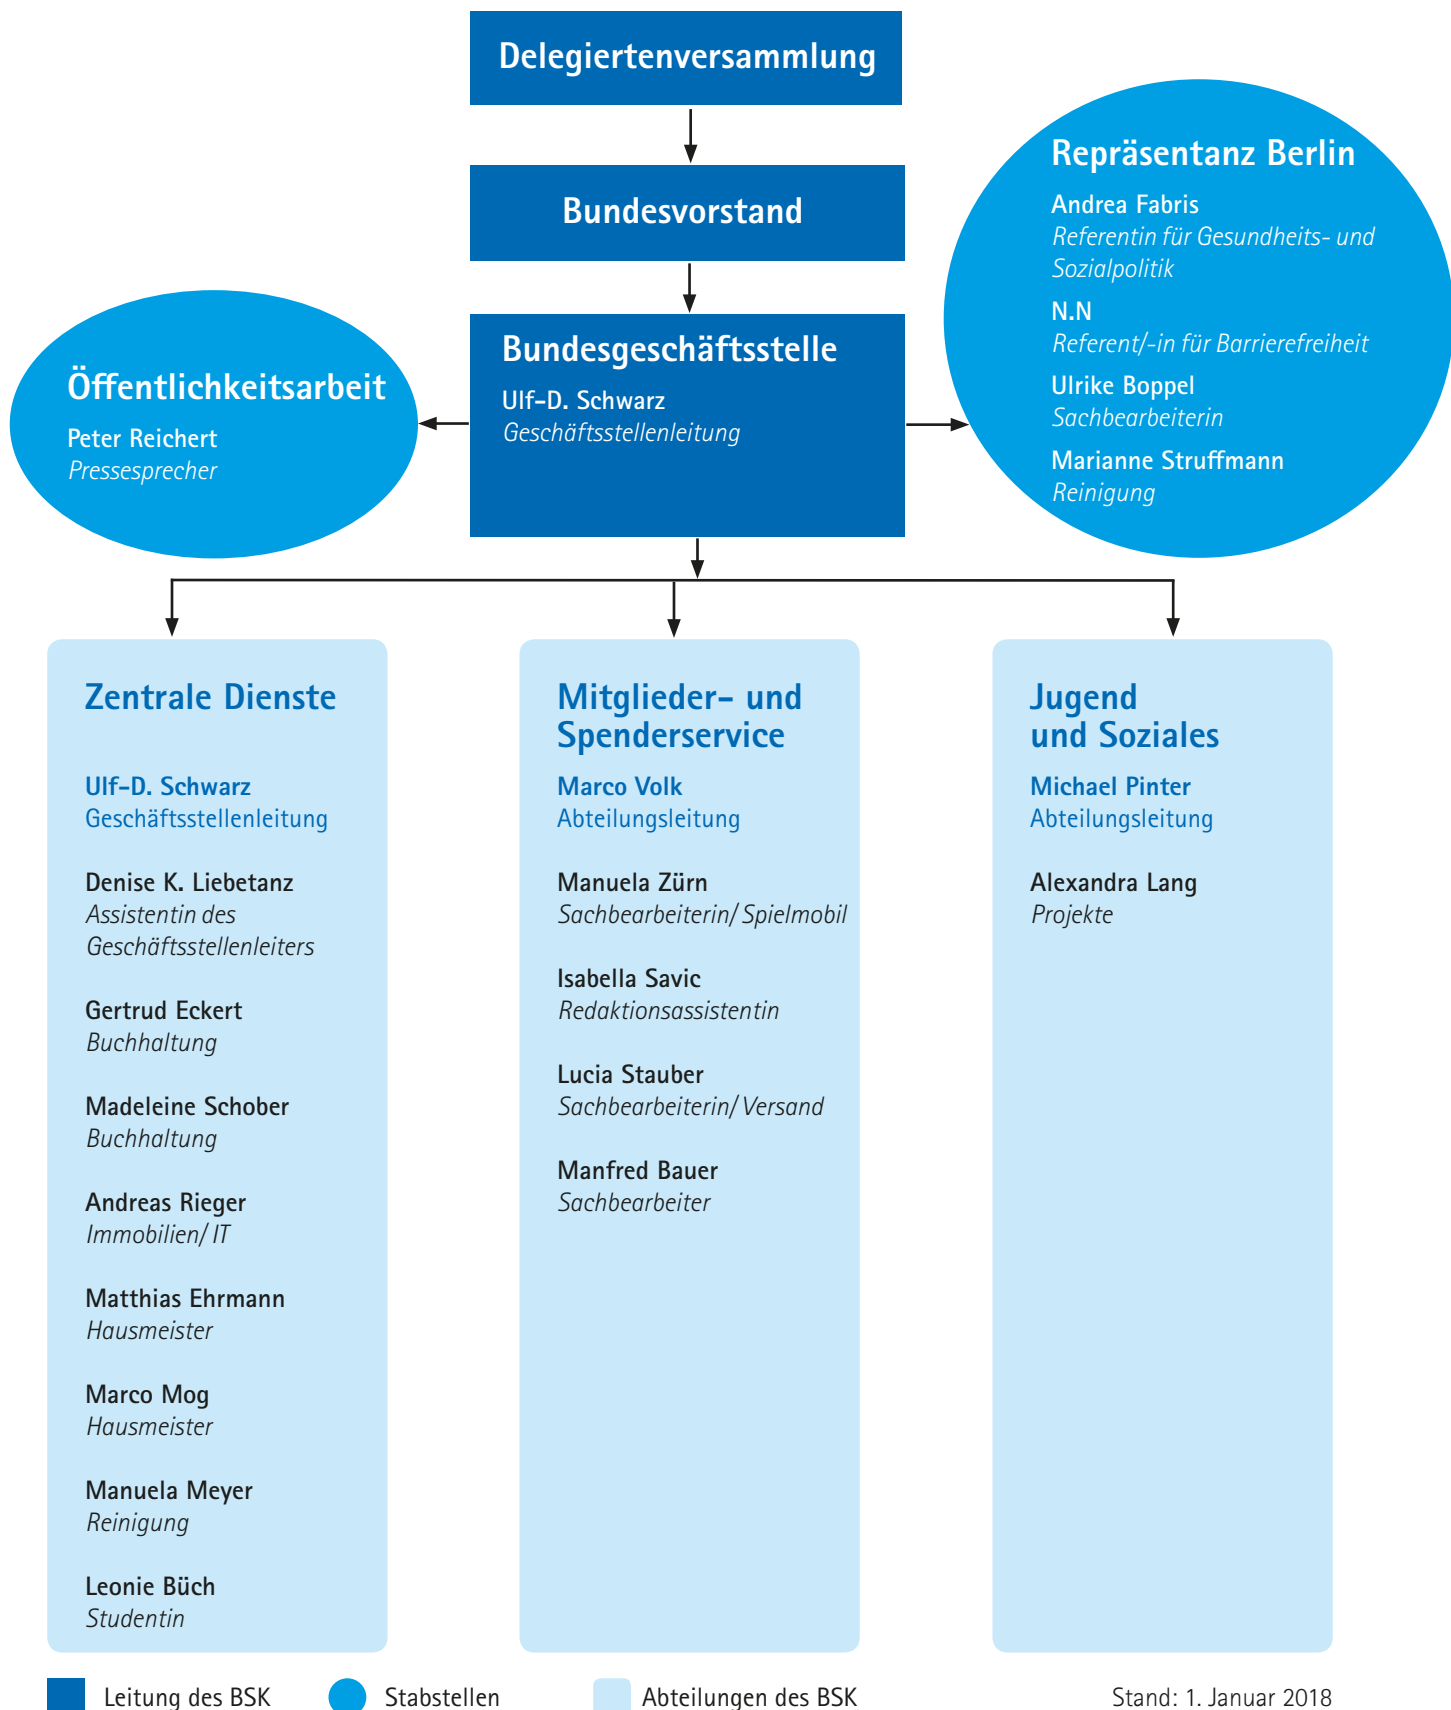 Delegiertenversammlung
Bundesvorstand
Bundesgeschäftsstelle
Ulf-D. Schwarz
Geschäftsstellenleitung
Öffentlichkeitsarbeit
Peter Reichert
Pressesprecher
Repräsentanz Berlin
Andrea Fabris
Referentin für Gesundheits- und
Sozialpolitik
N.N
Referent/-in für Barrierefreiheit
Ulrike Boppel
Sachbearbeiterin
Marianne Struffmann
Reinigung
Zentrale Dienste
Ulf-D. Schwarz
Geschäftsstellenleitung
Denise K. Liebetanz
Assistentin des
Geschäftsstellenleiters
Gertrud Eckert
Buchhaltung
Madeleine Schober
Buchhaltung
Andreas Rieger
Immobilien/ IT
Matthias Ehrmann
Hausmeister
Marco Mog
Hausmeister
Manuela Meyer
Reinigung
Leonie Büch
Studentin
Mitglieder- und
Spenderservice
Marco Volk
Abteilungsleitung
Manuela Zürn
Sachbearbeiterin/ Spielmobil
Isabella Savic
Redaktionsassistentin
Lucia Stauber
Sachbearbeiterin/ Versand
Manfred Bauer
Sachbearbeiter
Jugend
und Soziales
Michael Pinter
Abteilungsleitung
Alexandra Lang
Projekte
Leitung des BSK
Stabstellen
Abteilungen des BSK
Stand: 1. Januar 2018